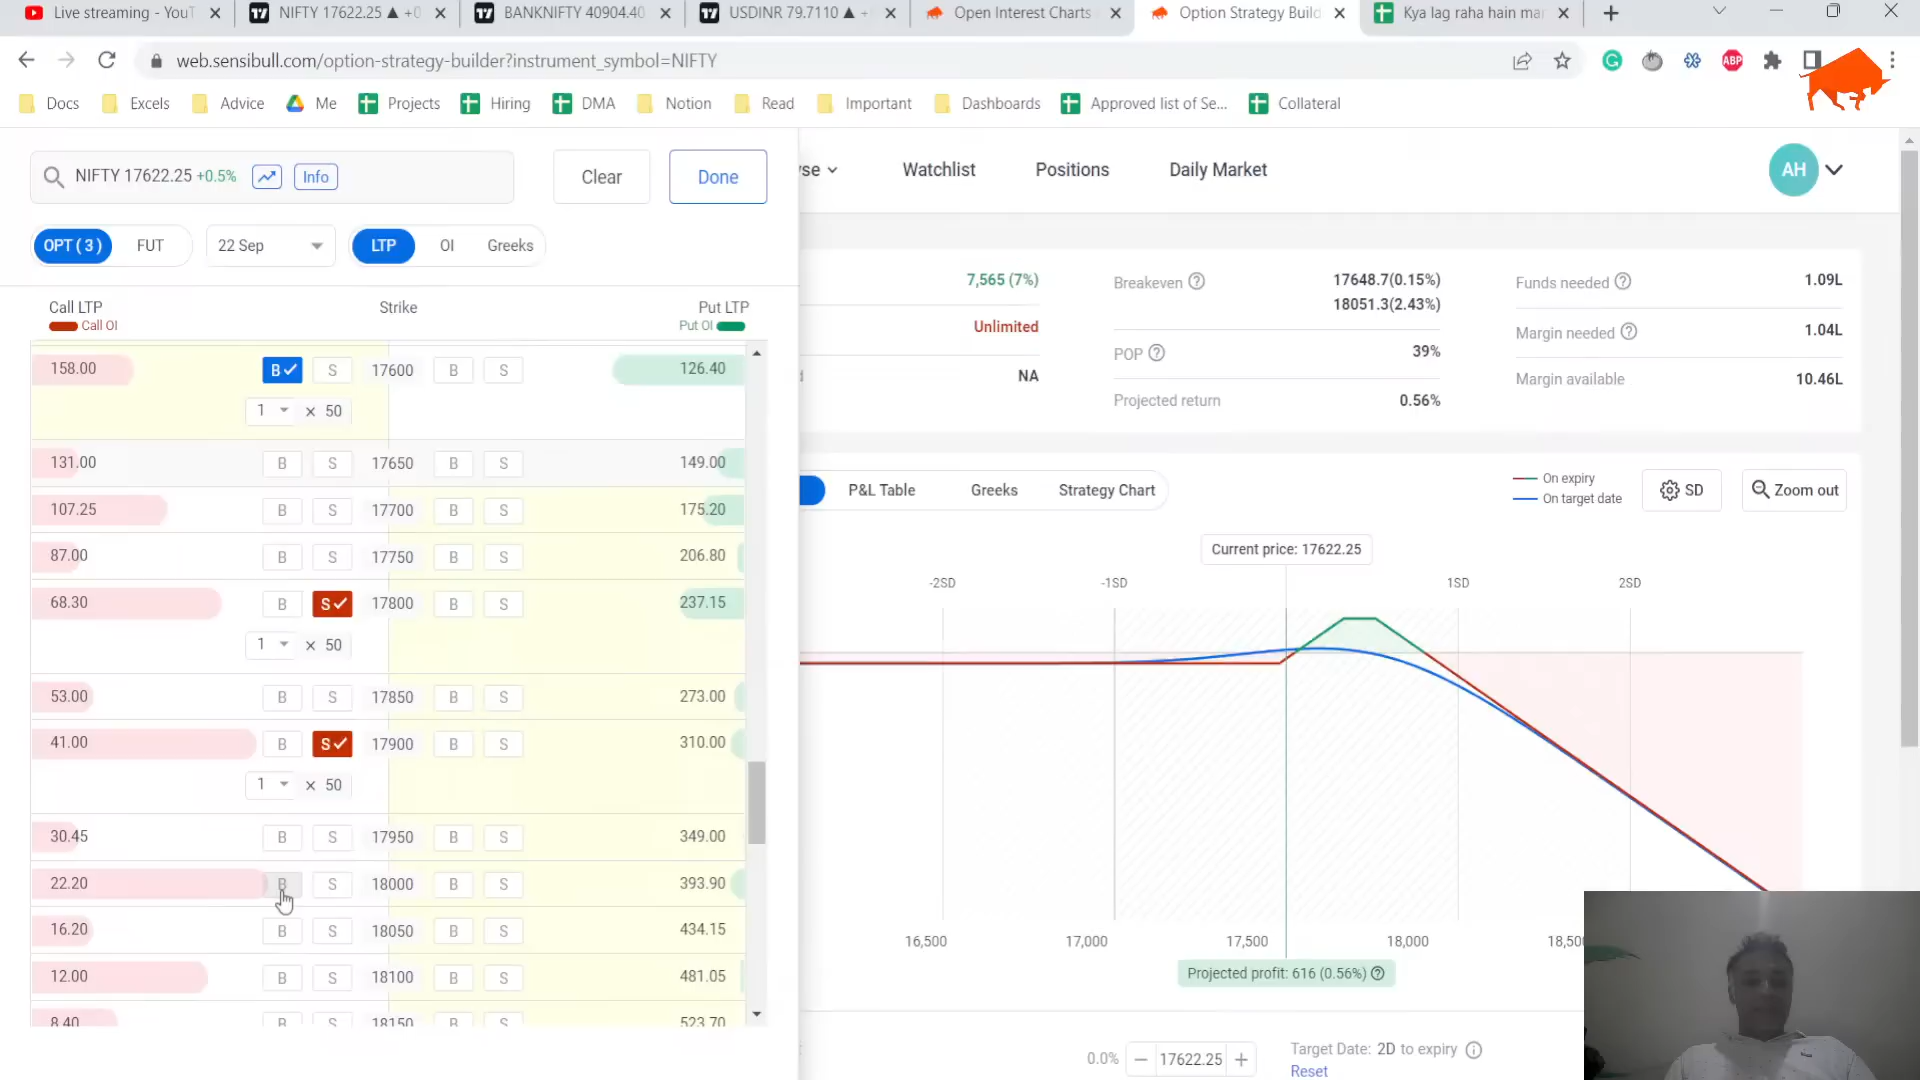 Live streaming - YouT
NIFTY 17622.25 ▲ +0
BANKNIFTY 40904.40
USDINR 79.7110 ▲ +
Open Interest Charts
Option Strategy Build
Kya lag raha hain mar
web.sensibull.com/option-strategy-builder?instrument_symbol=NIFTY
ABP
Docs Excels Advice Me Projects Hiring DMA Notion Read Important Dashboards Approved list of Se... Collateral
NIFTY 17622.25 +0.5% Info
Clear
Done
Watchlist Positions Daily Market
AH
OPT ( 3 ) FUT
22 Sep
LTP OI Greeks
Call LTP Strike Put LTP
Call OI Put OI
158.00 B S 17600 B S 126.40
1 × 50
131.00 B S 17650 B S 149.00
107.25 B S 17700 B S 175.20
87.00 B S 17750 B S 206.80
68.30 B S 17800 B S 237.15
1 × 50
53.00 B S 17850 B S 273.00
41.00 B S 17900 B S 310.00
1 × 50
30.45 B S 17950 B S 349.00
22.20 B S 18000 B S 393.90
16.20 B S 18050 B S 434.15
12.00 B S 18100 B S 481.05
8.40 B S 18150 B S 523.70
7,565 (7%)
Unlimited
NA
Breakeven 17648.7(0.15%)
18051.3(2.43%)
POP 39%
Projected return 0.56%
Funds needed 1.09L
Margin needed 1.04L
Margin available 10.46L
P&L Table Greeks Strategy Chart
On expiry
On target date
SD
Zoom out
Current price: 17622.25
-2SD -1SD 1SD 2SD
16,500 17,000 17,500 18,000
Projected profit: 616 (0.56%)
0.0% − 17622.25 +
Target Date: 2D to expiry
Reset